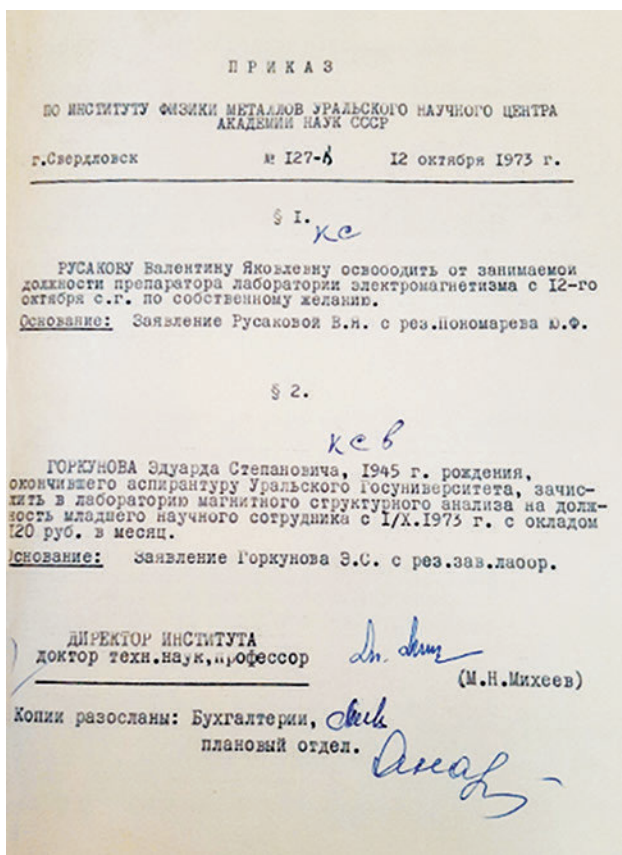 ПРИКАЗ
ПО ИНСТИТУТУ ФИЗИКИ МЕТАЛЛОВ УРАЛЬСКОГО НАУЧНОГО ЦЕНТРА
АКАДЕМИИ НАУК СССР
г.Свердловск № 127-К 12 октября 1973 г.
§ I.
кс
РУСАКОВУ Валентину Яковлевну освободить от занимаемой
должности препаратора лаборатории электромагнетизма с 12-го
октября с.г. по собственному желанию.
Основание: Заявление Русаковой В.Я. с рез.Пономарева Ю.Ф.
§ 2.
ксв
ГОРКУНОВА Эдуарда Степановича, 1945 г. рождения,
окончившего аспирантуру Уральского Госуниверситета, зачис-
лить в лабораторию магнитного структурного анализа на долж-
ность младшего научного сотрудника с I/X.1973 г. с окладом
120 руб. в месяц.
Основание: Заявление Горкунова Э.С. с рез.зав.лабор.
ДИРЕКТОР ИНСТИТУТА
доктор техн.наук,профессор
(М.Н.Михеев)
Копии разосланы: Бухгалтерии,
плановый отдел.